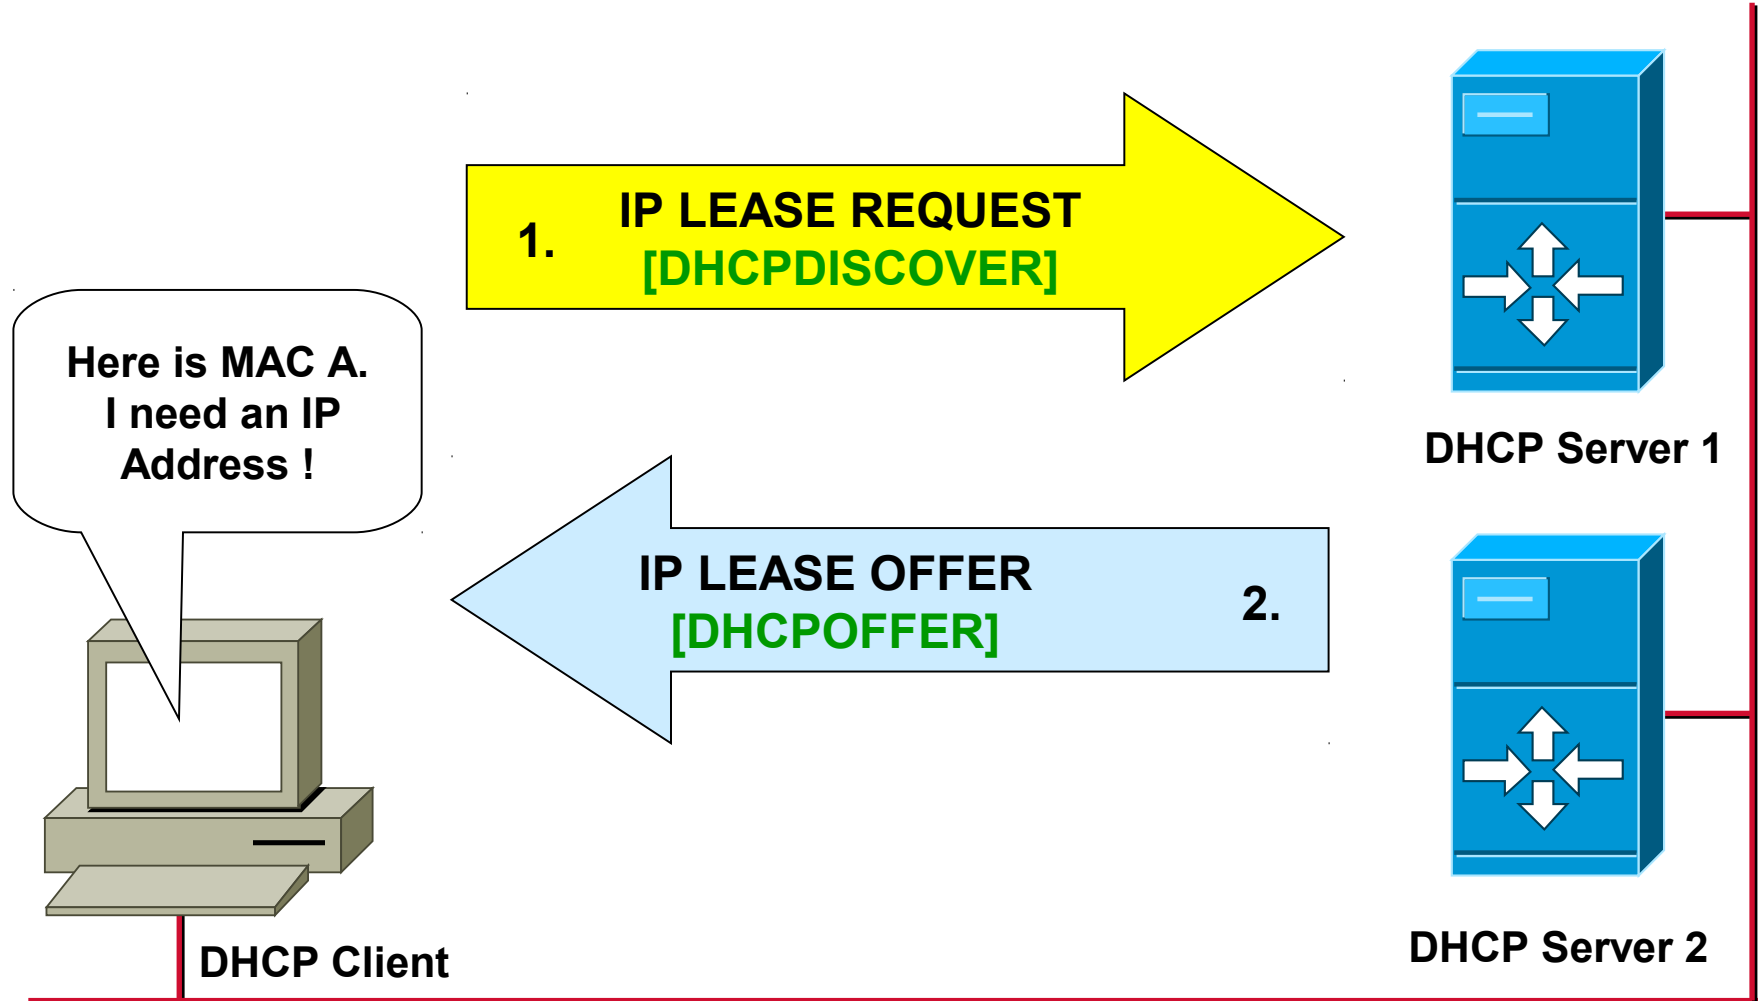 1.
IP LEASE REQUEST
[DHCPDISCOVER]
Here is MAC A.
I need an IP
Address !
DHCP Server 1
IP LEASE OFFER
[DHCPOFFER]
2.
DHCP Client
DHCP Server 2